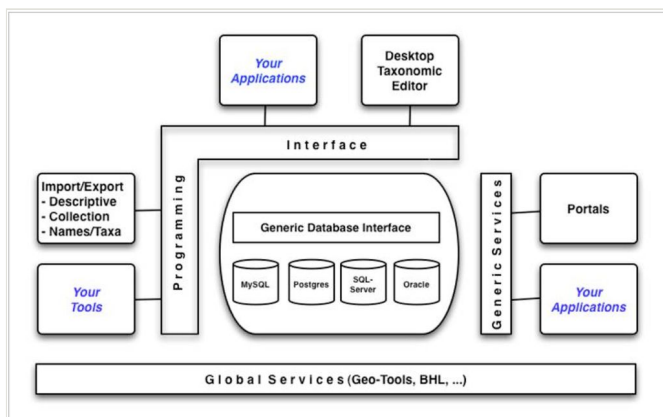 Your
Applications
Desktop
Taxonomic
Editor
Interface
Programming
Import/Export
- Descriptive
- Collection
- Names/Taxa
Your
Tools
Generic Database Interface
MySQL
Postgres
SQL-
Server
Oracle
Generic Services
Portals
Your
Applications
Global Services (Geo-Tools, BHL, ...)